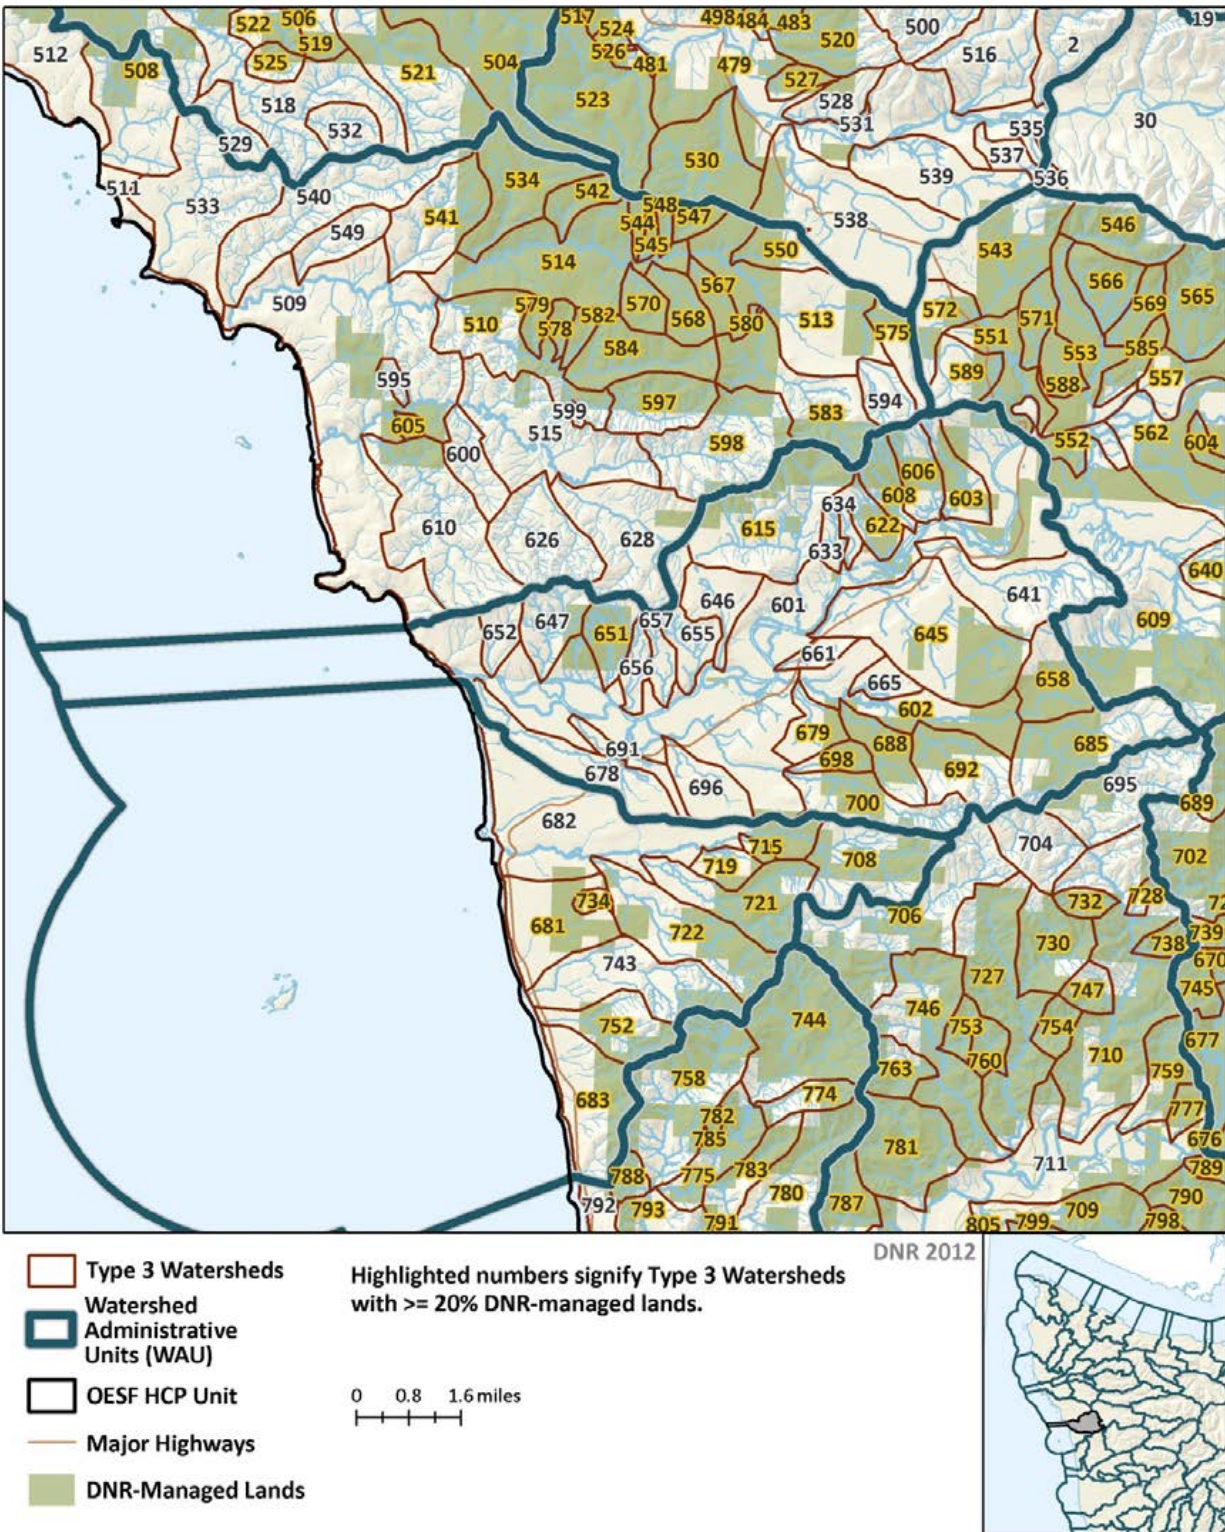 522 506 517 524 498 484 483 500 19
512 508 525 519 521 504 526 481 479 520 516 2
518 523 527 528
529 532 531 535 30
530 539 537 536
511 533 540 534 542 548 546
549 541 544 547 538
545 550 543
514 567 566
509 579 582 570 568 580 513 572 571 569 565
510 578 584 575 551 553 585
595 589 588 557
599 597 583 594
605 515 598 552 562 604
600 606
634 608 603
610 626 628 615 633 622
640
646 601 641 609
652 647 651 657 655 645
656 661 658
665 602
691 679 688 685
678 698 692
696 700 695 689
682 704
715 708 702
719
734 721 732 728 72
681 722 706 730 738 739
743 727 670
747 745
752 744 746 753 754 677
758 763 760 710 759
683 774 777
782 676
785 781 711 789
788 775 783 790
792 793 780 787 709
791 805 799 798
DNR 2012
Type 3 Watersheds
Watershed
Administrative
Units (WAU)
OESF HCP Unit
Major Highways
DNR-Managed Lands
Highlighted numbers signify Type 3 Watersheds
with >= 20% DNR-managed lands.
0 0.8 1.6 miles